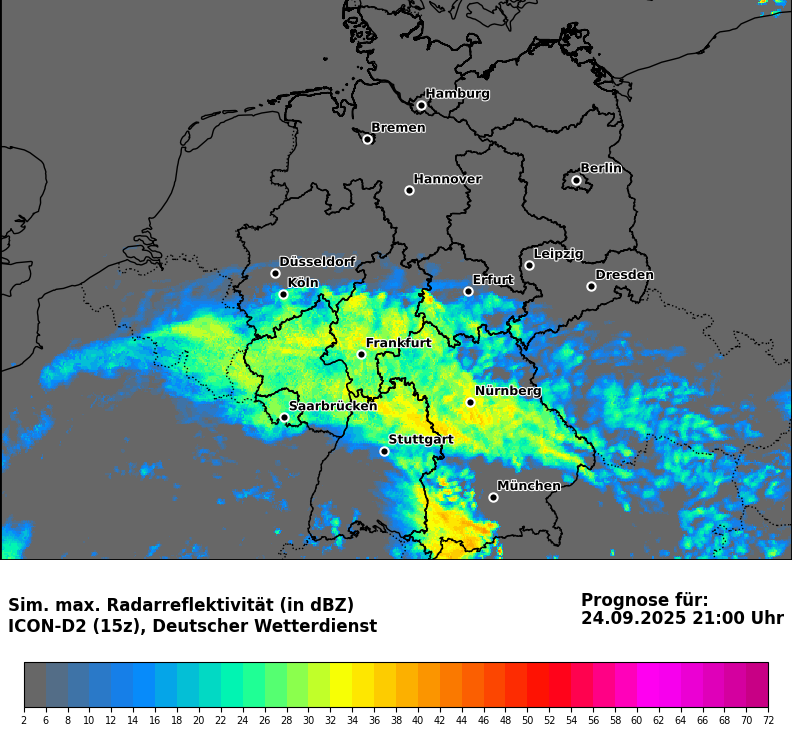 Hamburg
Bremen
Berlin
Hannover
Leipzig
Düsseldorf
Dresden
Köln
Erfurt
Frankfurt
Nürnberg
Saarbrücken
Stuttgart
München
Sim. max. Radarreflektivität (in dBZ)
ICON-D2 (15z), Deutscher Wetterdienst
Prognose für:
24.09.2025 21:00 Uhr
2 6 8 10 12 14 16 18 20 22 24 26 28 30 32 34 36 38 40 42 44 46 48 50 52 54 56 58 60 62 64 66 68 70 72